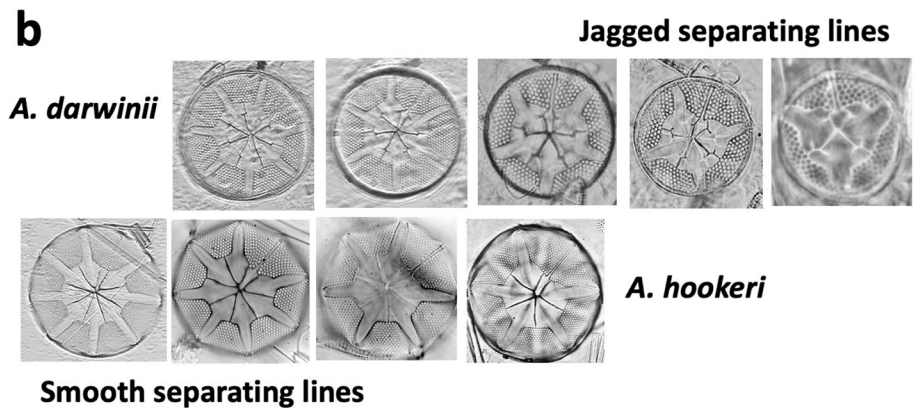 b
Jagged separating lines
A. darwinii
A. hookeri
Smooth separating lines